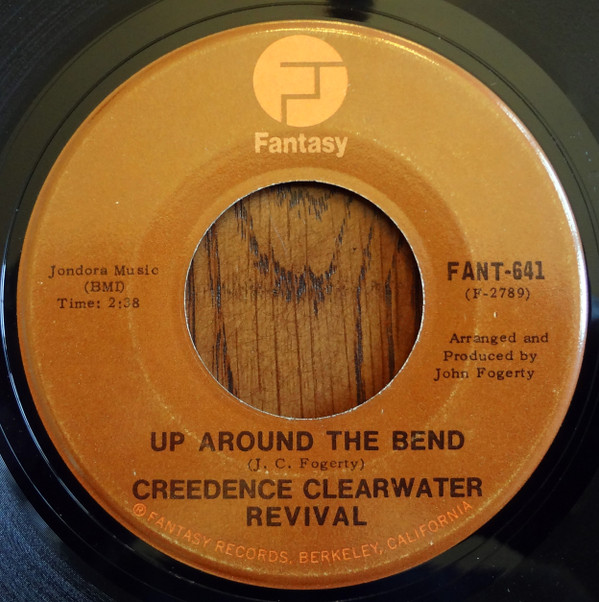 Fantasy
Jondora Music
(BMI)
Time: 2:38
FANT-641
(F-2789)
Arranged and
Produced by
John Fogerty
UP AROUND THE BEND
(J. C. Fogerty)
CREEDENCE CLEARWATER
REVIVAL
℗ FANTASY RECORDS, BERKELEY, CALIFORNIA